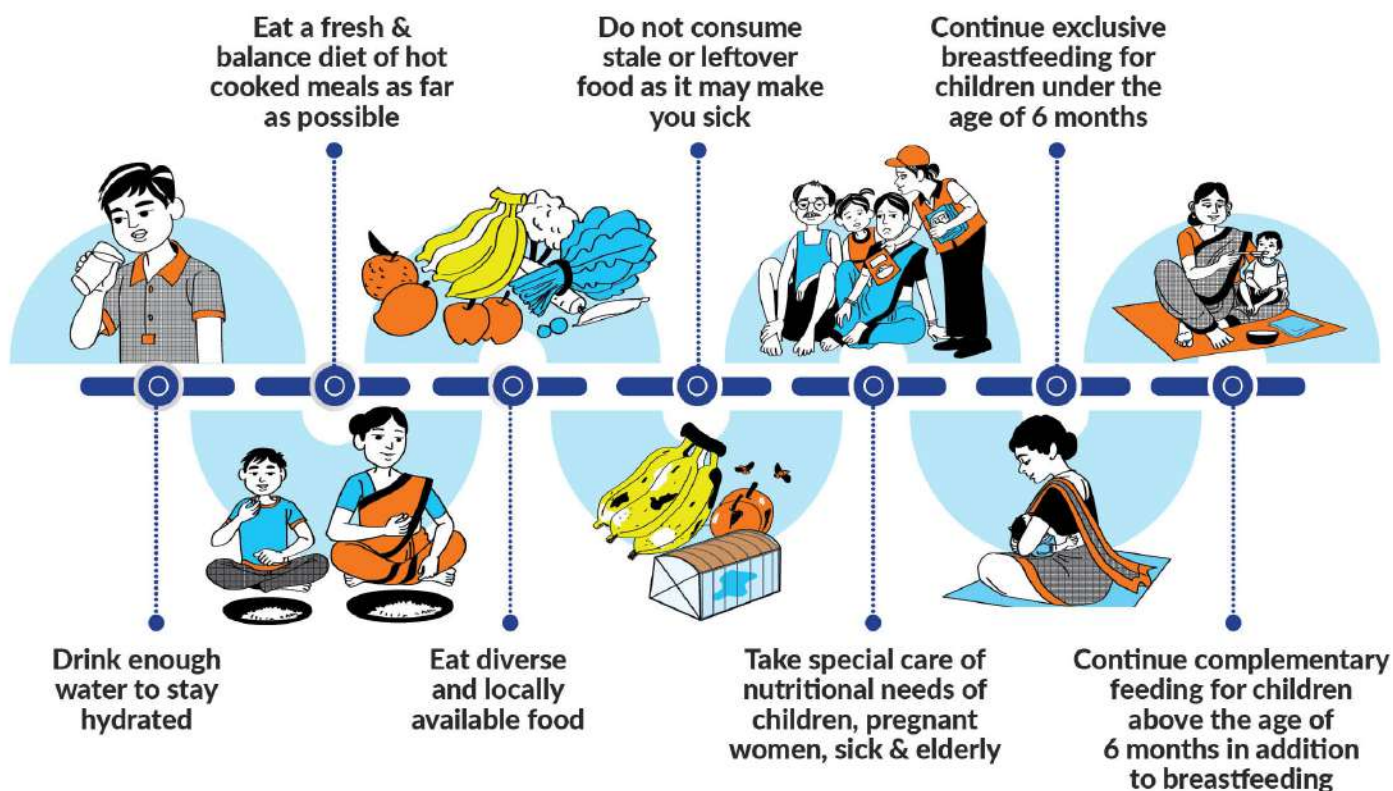 Eat a fresh &
balance diet of hot
cooked meals as far
as possible
Do not consume
stale or leftover
food as it may make
you sick
Continue exclusive
breastfeeding for
children under the
age of 6 months
Drink enough
water to stay
hydrated
Eat diverse
and locally
available food
Take special care of
nutritional needs of
children, pregnant
women, sick & elderly
Continue complementary
feeding for children
above the age of
6 months in addition
to breastfeeding